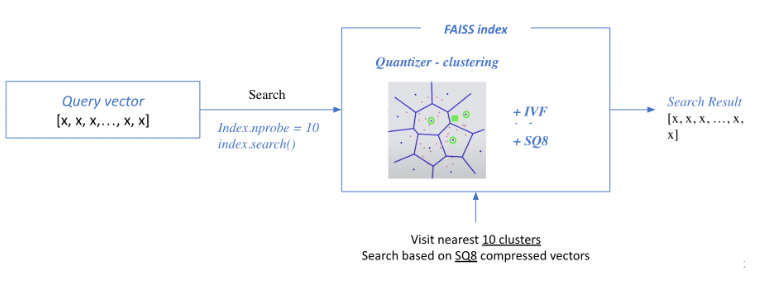 FAISS index
Quantizer - clustering
Query vector
[x, x, x,..., x, x]
Search
Index.nprobe = 10
index.search()
+ IVF
+ SQ8
Search Result
[x, x, x, ..., x,
x]
Visit nearest 10 clusters
Search based on SQ8 compressed vectors